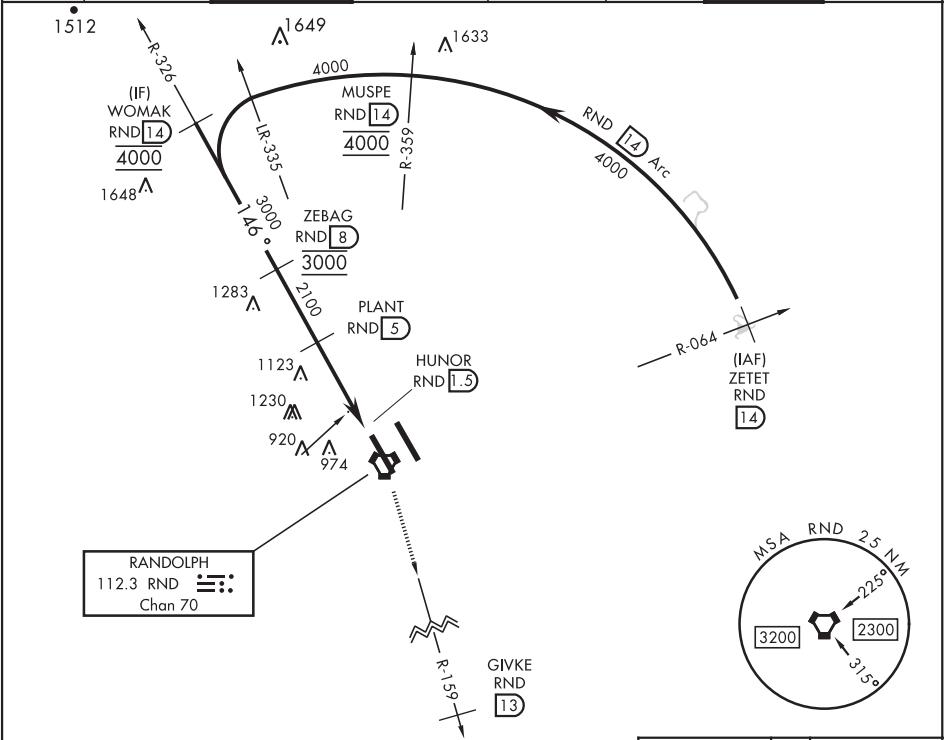 1512
1649
1633
R-326
4000
(IF)
WOMAK
RND 14
4000
MUSPE
RND 14
4000
RND 14 Arc
4000
LR-335
R-359
1648
3000
146°
ZEBAG
RND 8
3000
1283
2100
PLANT
RND 5
R-064
(IAF)
ZETET
RND
14
1123
HUNOR
RND 1.5
1230
920
974
RANDOLPH
112.3 RND
Chan 70
MSA RND 25 NM
225°
3200
2300
315°
R-159
GIVKE
RND
13